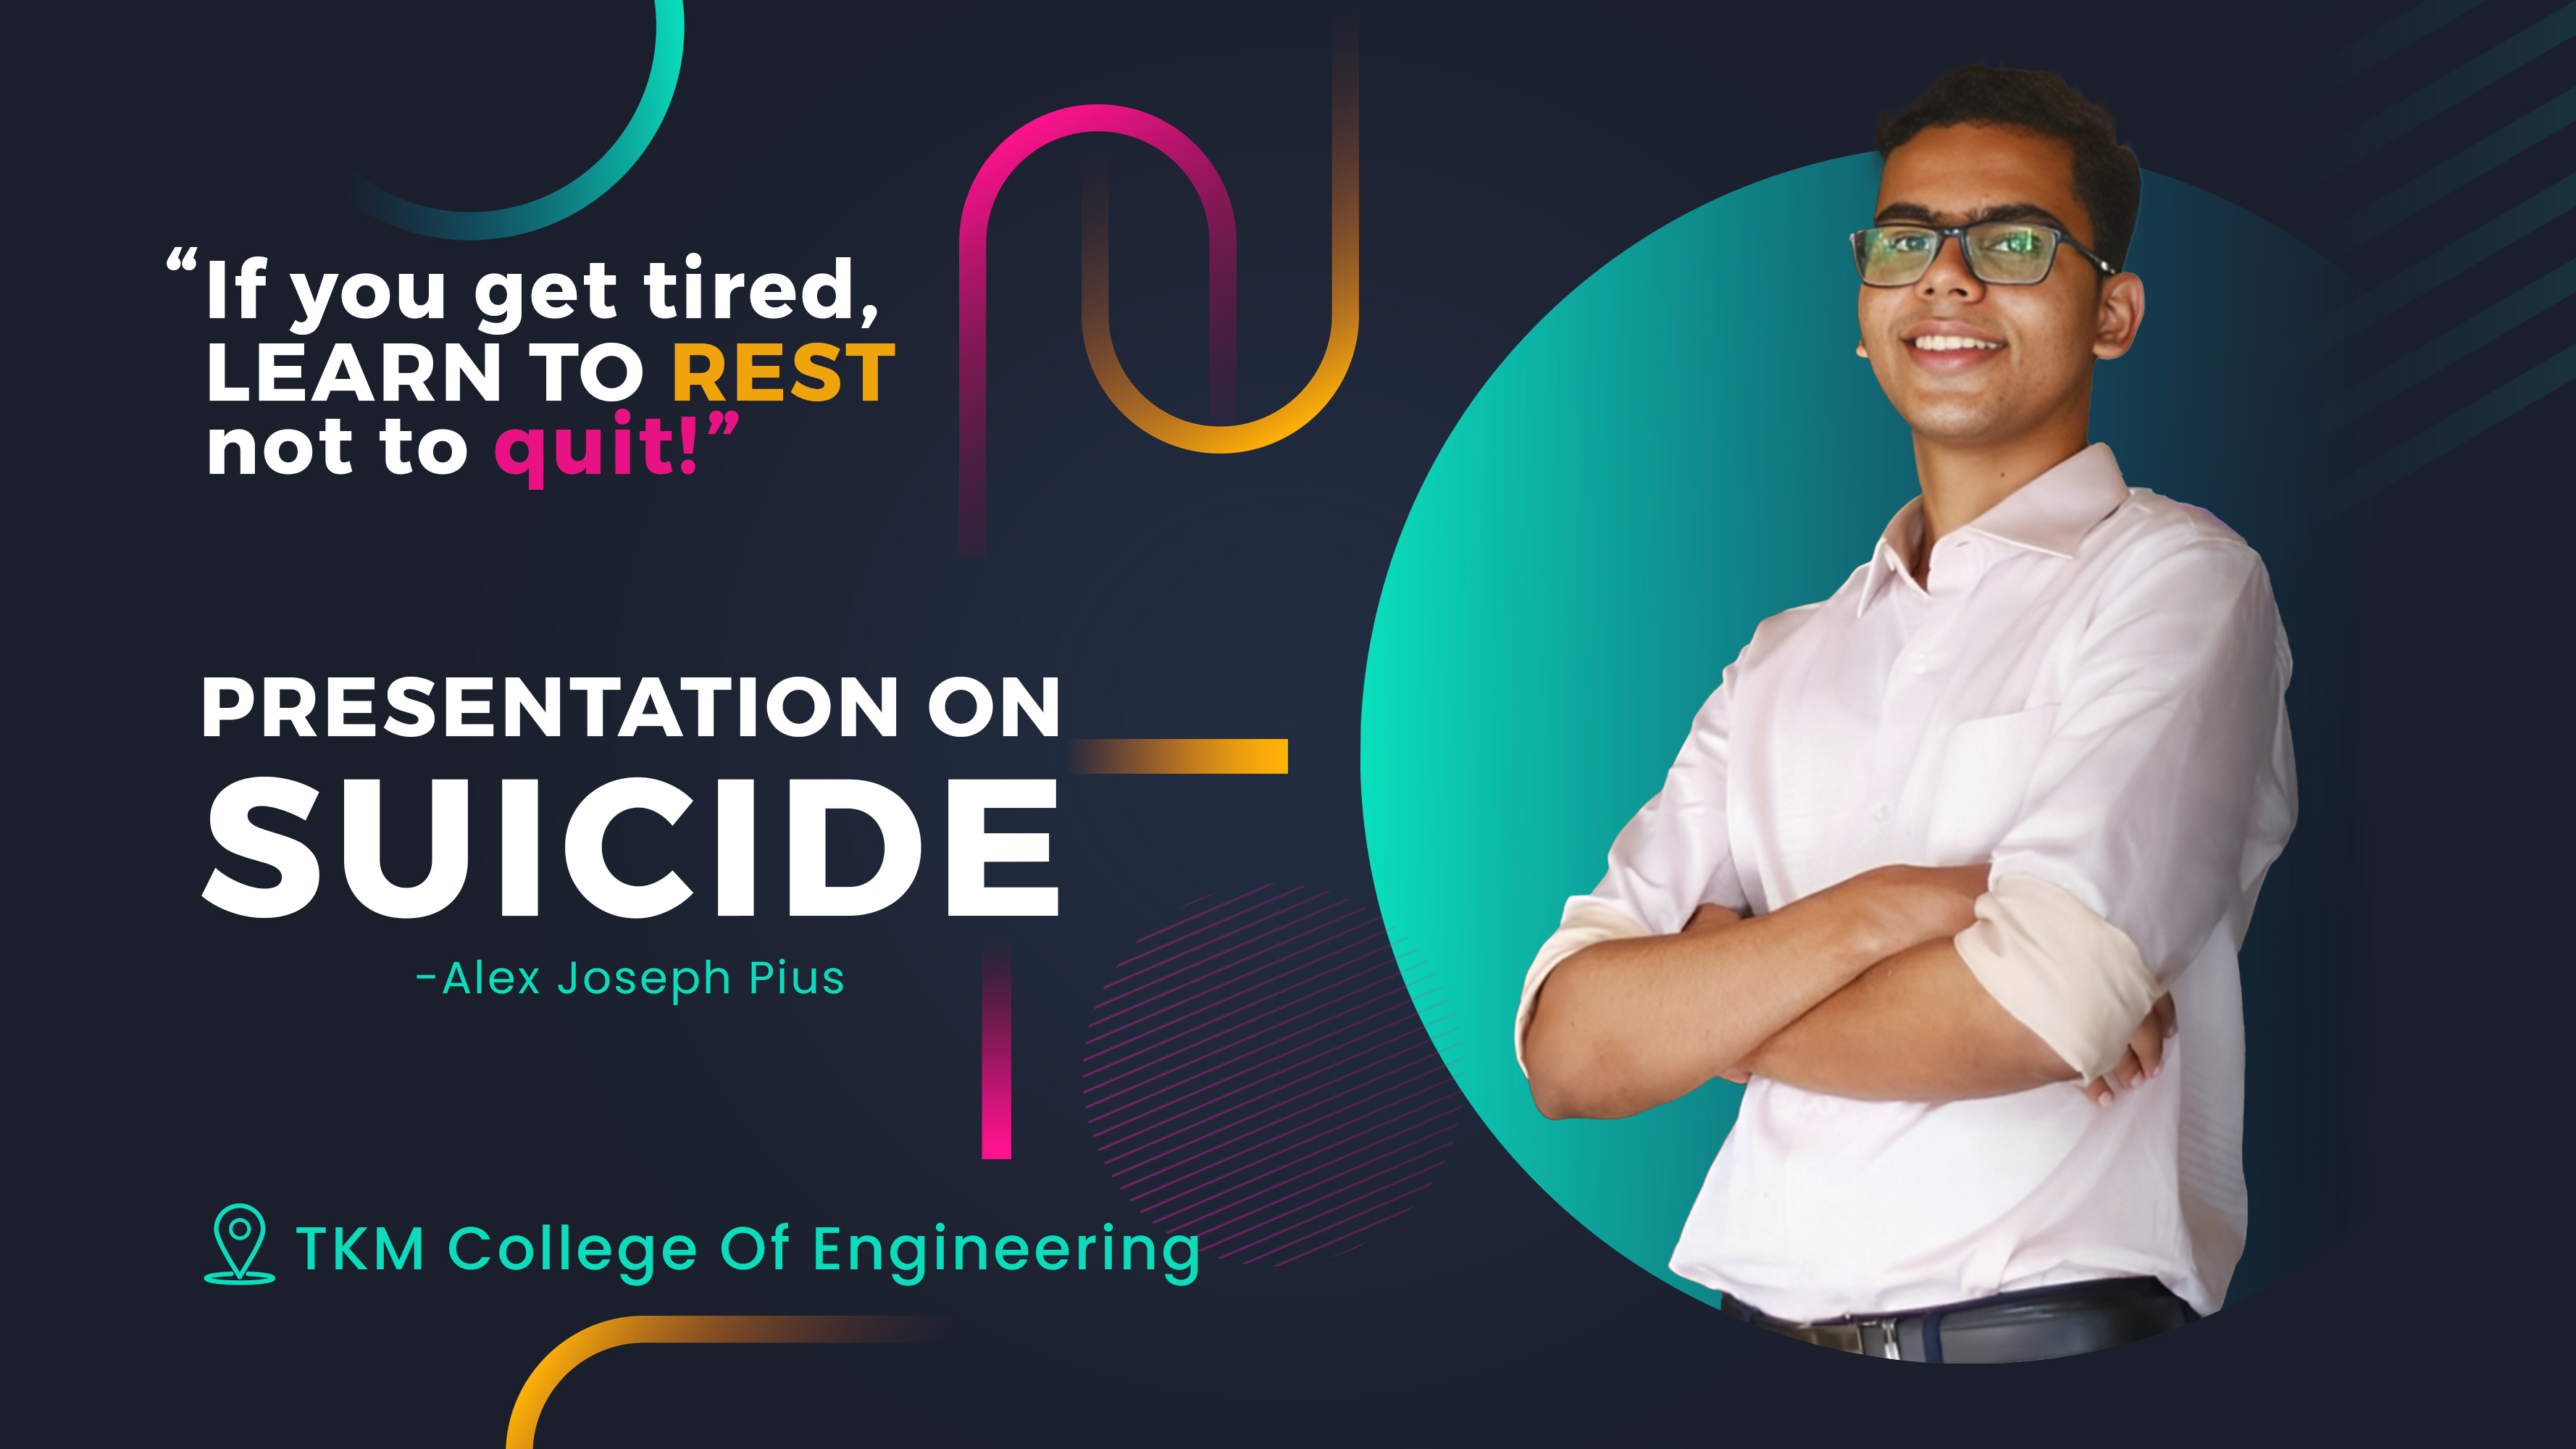 “If you get tired,
LEARN TO REST
not to quit!”
PRESENTATION ON
SUICIDE
-Alex Joseph Pius
TKM College Of Engineering